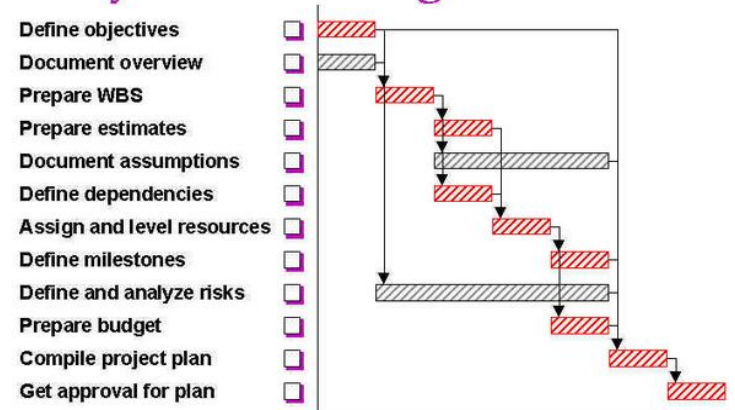 Define objectives
Document overview
Prepare WBS
Prepare estimates
Document assumptions
Define dependencies
Assign and level resources
Define milestones
Define and analyze risks
Prepare budget
Compile project plan
Get approval for plan